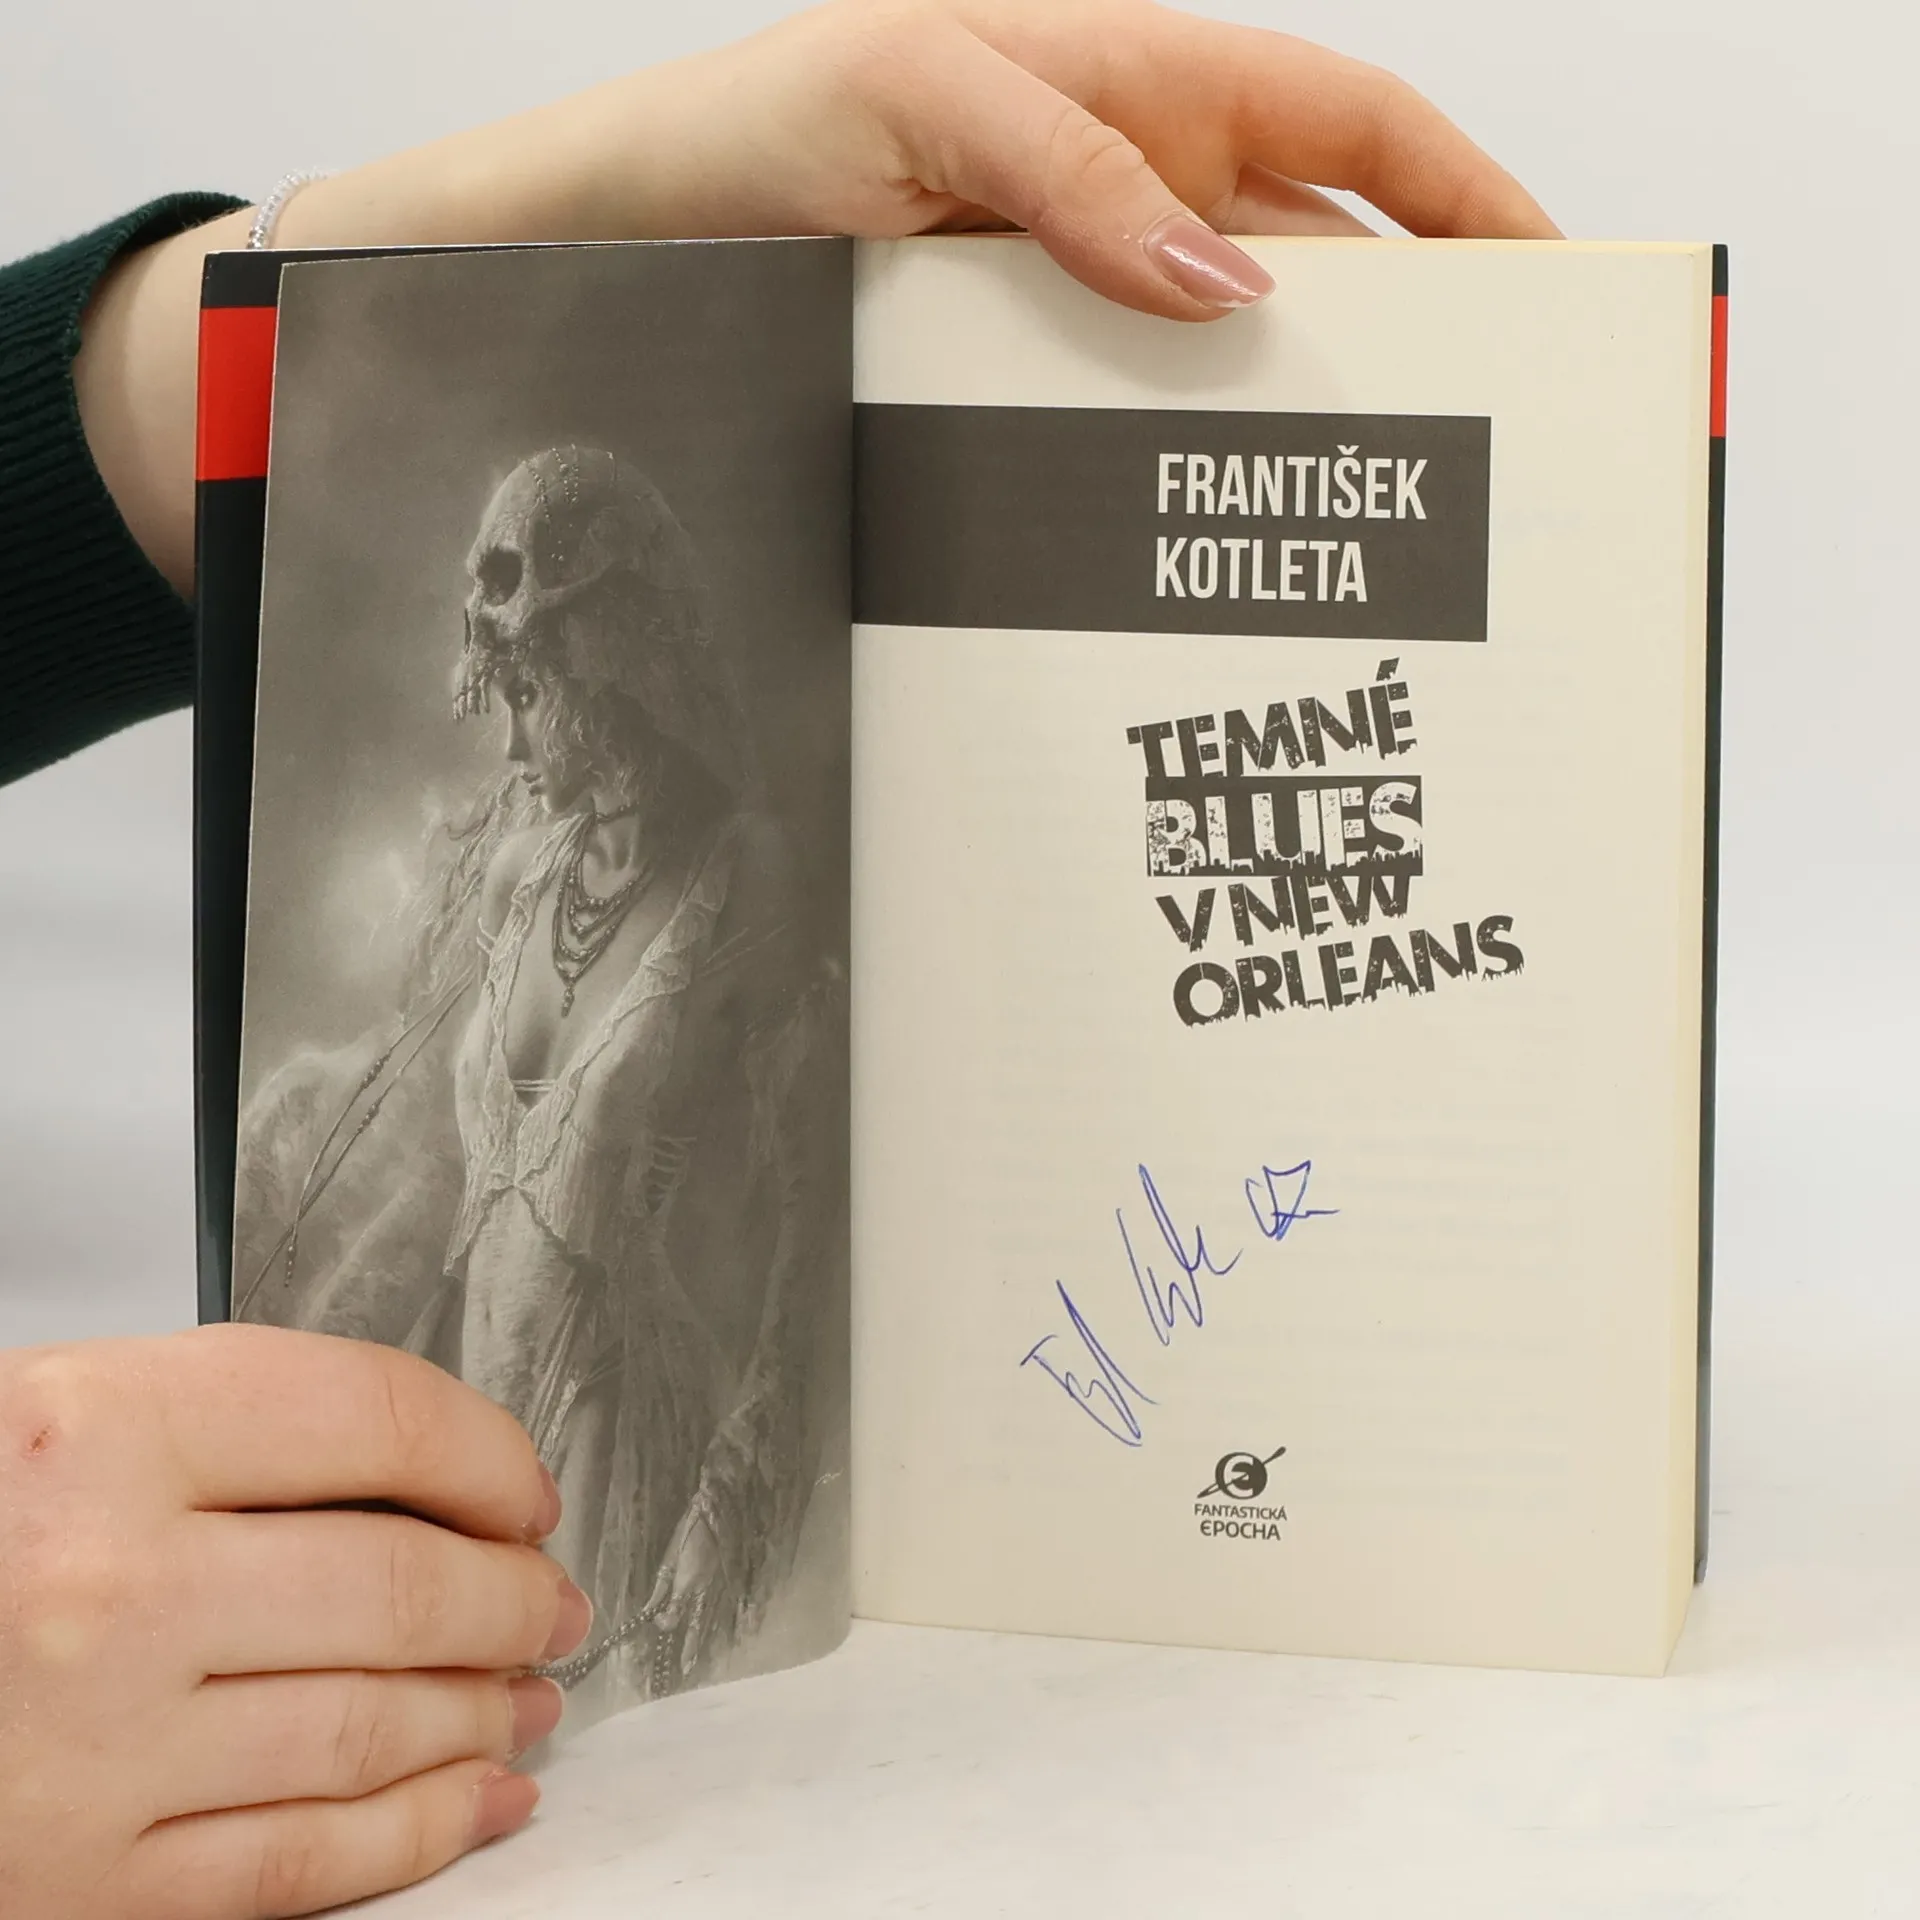 FRANTIŠEK
KOTLETA
TEMNÉ
BLUES
V NEW
ORLEANS
FANTASTICKÁ
EPOCHA